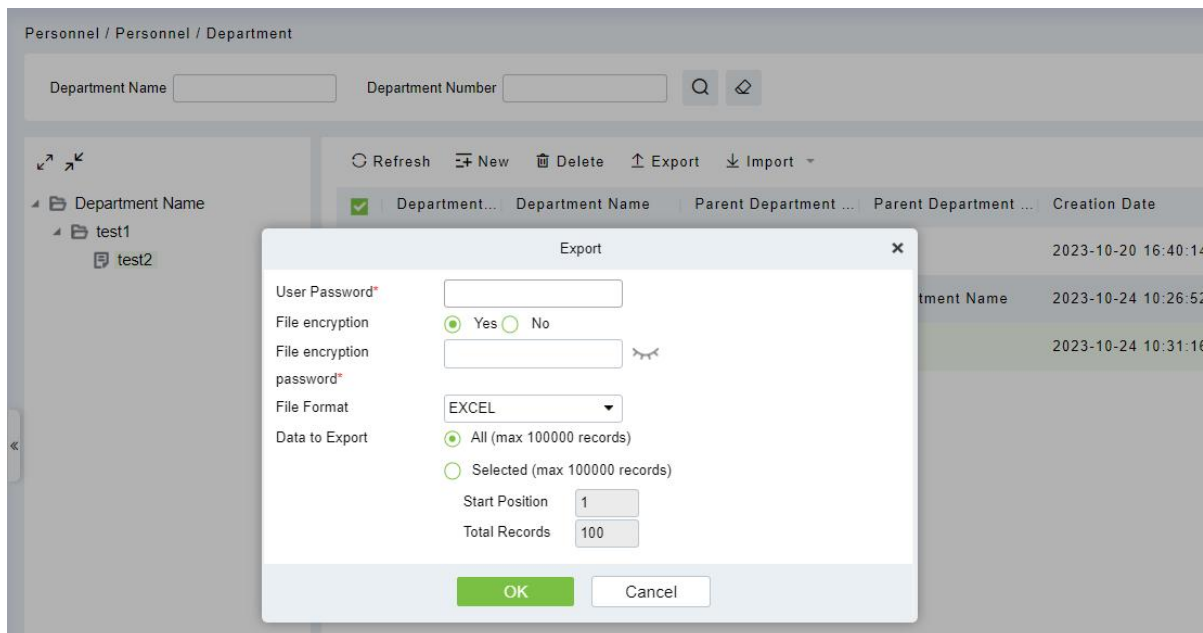 Personnel / Personnel / Department
Department Name Department Number
Refresh New Delete Export Import
Department Name
Department... Department Name Parent Department ... Parent Department ... Creation Date
test1
test2
2023-10-20 16:40:14
tment Name 2023-10-24 10:26:52
2023-10-24 10:31:16
Export
User Password*
File encryption Yes No
File encryption
password*
File Format EXCEL
Data to Export All (max 100000 records)
Selected (max 100000 records)
Start Position 1
Total Records 100
OK Cancel